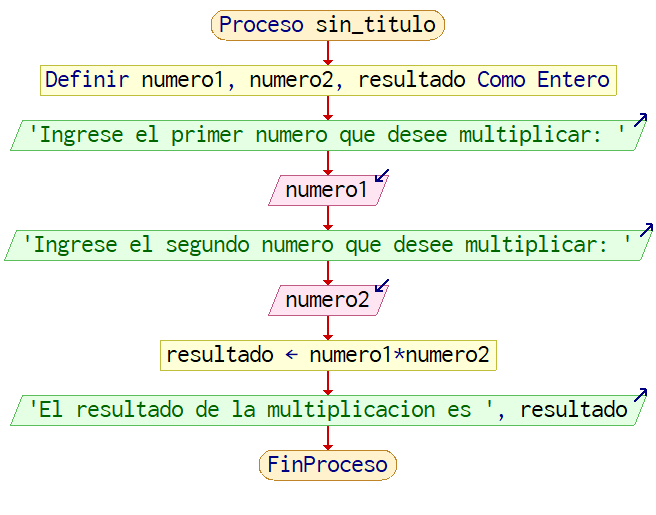 Proceso sin_titulo
Definir numero1, numero2, resultado Como Entero
'Ingrese el primer numero que desee multiplicar: '
numero1
'Ingrese el segundo numero que desee multiplicar: '
numero2
resultado ← numero1*numero2
'El resultado de la multiplicacion es ', resultado
FinProceso